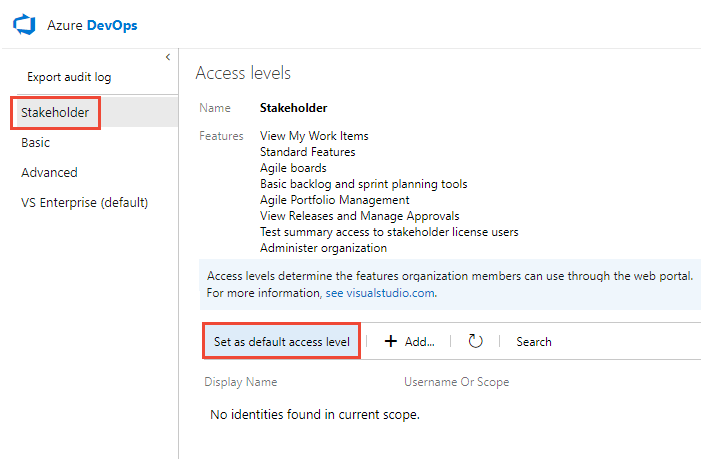 Azure DevOps
Export audit log
Stakeholder
Basic
Advanced
VS Enterprise (default)
Access levels
Name Stakeholder
Features View My Work Items
Standard Features
Agile boards
Basic backlog and sprint planning tools
Agile Portfolio Management
View Releases and Manage Approvals
Test summary access to stakeholder license users
Administer organization
Access levels determine the features organization members can use through the web portal.
For more information, see visualstudio.com.
Set as default access level Add... Search
Display Name Username Or Scope
No identities found in current scope.